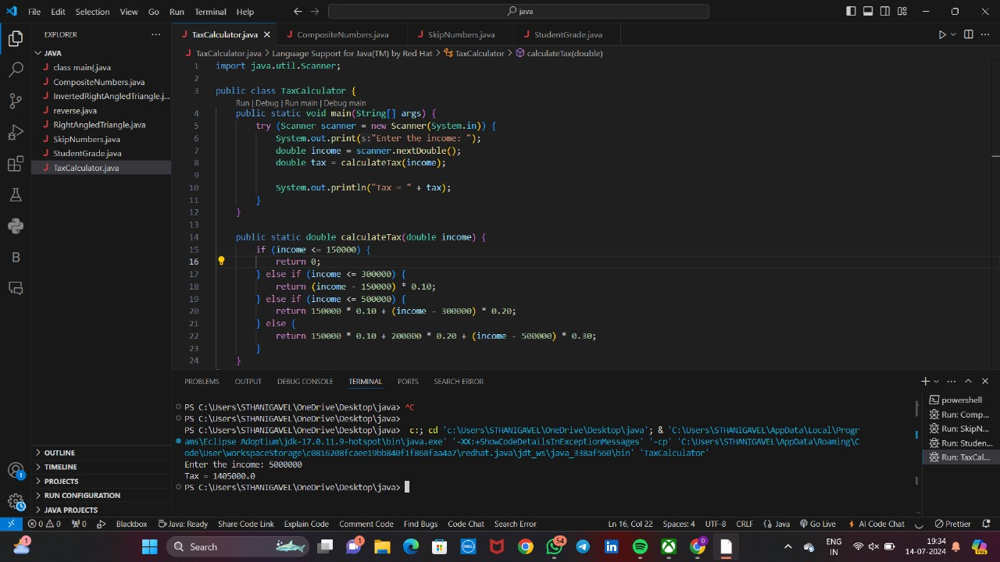 File Edit Selection View Go Run Terminal Help java
EXPLORER
JAVA
class main(.java
CompositeNumbers.java
InvertedRightAngledTriangle.j...
reverse.java
RightAngledTriangle.java
SkipNumbers.java
StudentGrade.java
TaxCalculator.java
OUTLINE
TIMELINE
PROJECTS
RUN CONFIGURATION
JAVA PROJECTS
TaxCalculator.java CompositeNumbers.java SkipNumbers.java StudentGrade.java
TaxCalculator.java > Language Support for Java(TM) by Red Hat > TaxCalculator > calculateTax(double)
1 import java.util.Scanner;
2
3 public class TaxCalculator {
Run | Debug | Run main | Debug main
4 public static void main(String[] args) {
5 try (Scanner scanner = new Scanner(System.in)) {
6 System.out.print(s:"Enter the income: ");
7 double income = scanner.nextDouble();
8 double tax = calculateTax(income);
9
10 System.out.println("Tax = " + tax);
11 }
12 }
13
14 public static double calculateTax(double income) {
15 if (income <= 150000) {
16 return 0;
17 } else if (income <= 300000) {
18 return (income - 150000) * 0.10;
19 } else if (income <= 500000) {
20 return 150000 * 0.10 + (income - 300000) * 0.20;
21 } else {
22 return 150000 * 0.10 + 200000 * 0.20 + (income - 500000) * 0.30;
23 }
24 }
PROBLEMS OUTPUT DEBUG CONSOLE TERMINAL PORTS SEARCH ERROR
PS C:\Users\STHANIGAVEL\OneDrive\Desktop\java> ^C
PS C:\Users\STHANIGAVEL\OneDrive\Desktop\java>
PS C:\Users\STHANIGAVEL\OneDrive\Desktop\java> c:; cd 'c:\Users\STHANIGAVEL\OneDrive\Desktop\java'; & 'C:\Users\STHANIGAVEL\AppData\Local\Progr
ams\Eclipse Adoptium\jdk-17.0.11.9-hotspot\bin\java.exe' '-XX:+ShowCodeDetailsInExceptionMessages' '-cp' 'C:\Users\STHANIGAVEL\AppData\Roaming\C
ode\User\workspaceStorage\c0816208fcaee19bb840f1f868faa4a7\redhat.java\jdt_ws\java_338af560\bin' 'TaxCalculator'
Enter the income: 5000000
Tax = 1405000.0
PS C:\Users\STHANIGAVEL\OneDrive\Desktop\java>
powershell
Run: Comp...
Run: SkipN...
Run: Studen...
Run: TaxCal...
0 0 0 Blackbox Java: Ready Share Code Link Explain Code Comment Code Find Bugs Code Chat Search Error Ln 16, Col 22 Spaces: 4 UTF-8 CRLF {} Java Go Live AI Code Chat Prettier
1 Search 1 54 D ENG 19:34
IN 14-07-2024